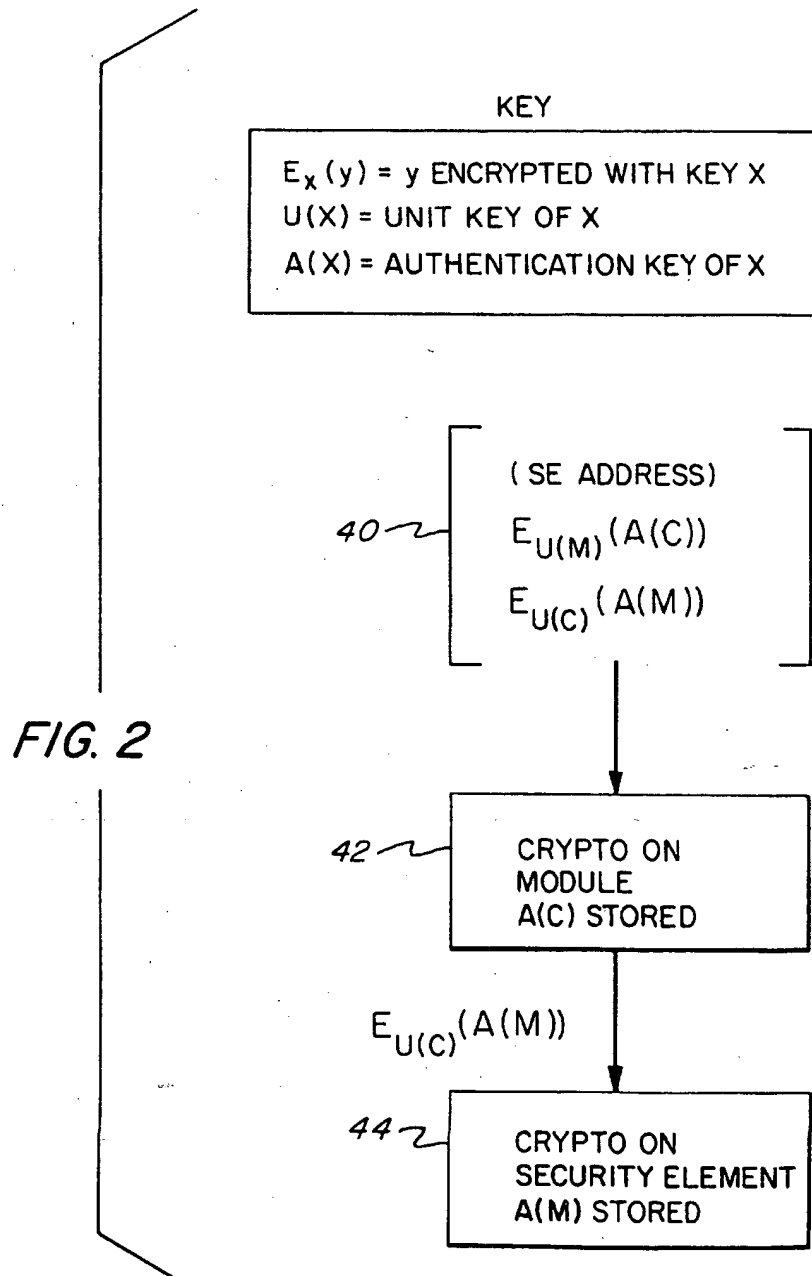 KEY
E_X(y) = y ENCRYPTED WITH KEY X
U(X) = UNIT KEY OF X
A(X) = AUTHENTICATION KEY OF X
(SE ADDRESS)
40
E_U(M)(A(C))
E_U(C)(A(M))
FIG. 2
42
CRYPTO ON
MODULE
A(C) STORED
E_U(C)(A(M))
44
CRYPTO ON
SECURITY ELEMENT
A(M) STORED